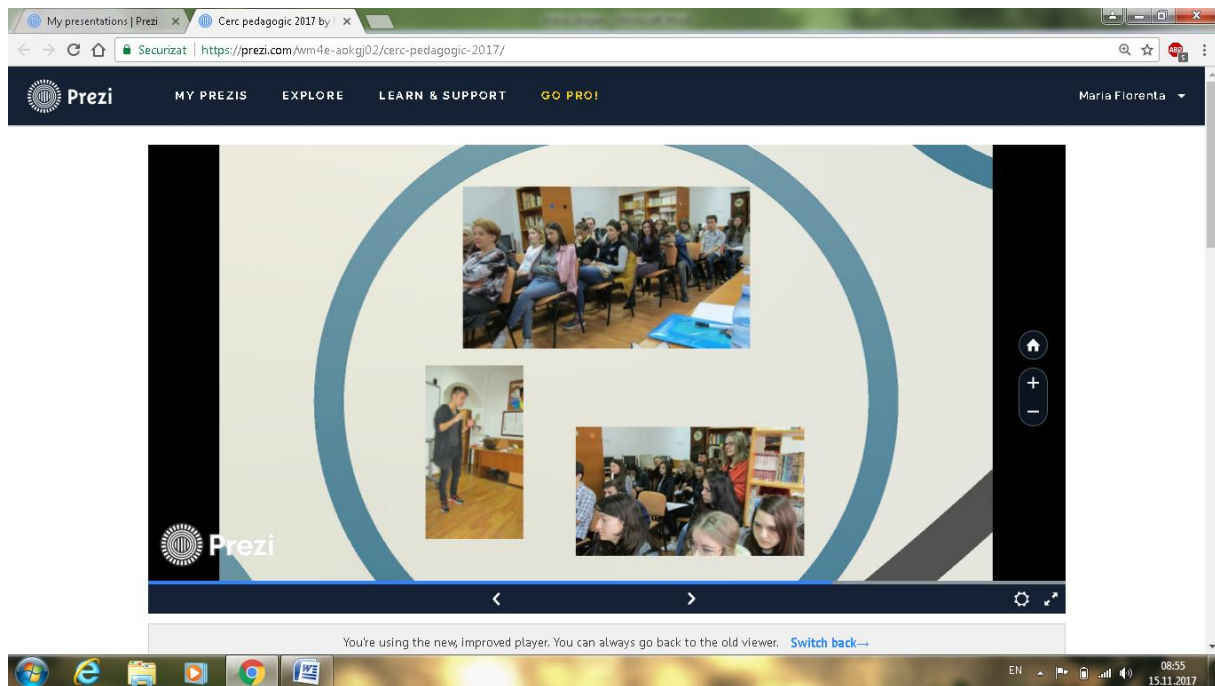 My presentations | Prezi
Cerc pedagogic 2017 by
Securizat | https://prezi.com/wm4e-aokgj02/cerc-pedagogic-2017/
ABP
5
Prezi MY PREZIS EXPLORE LEARN & SUPPORT GO PRO! Maria Florenta
Prezi
You're using the new, improved player. You can always go back to the old viewer. Switch back→
EN
08:55
15.11.2017